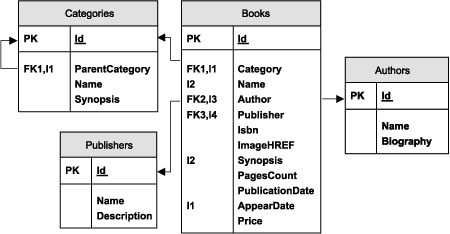 Categories
PK Id
FK1,I1 ParentCategory
Name
Synopsis
Books
PK Id
FK1,I1 Category
I2 Name
FK2,I3 Author
FK3,I4 Publisher
Isbn
ImageHREF
I2 Synopsis
PagesCount
PublicationDate
I1 AppearDate
Price
Authors
PK Id
Name
Biography
Publishers
PK Id
Name
Description